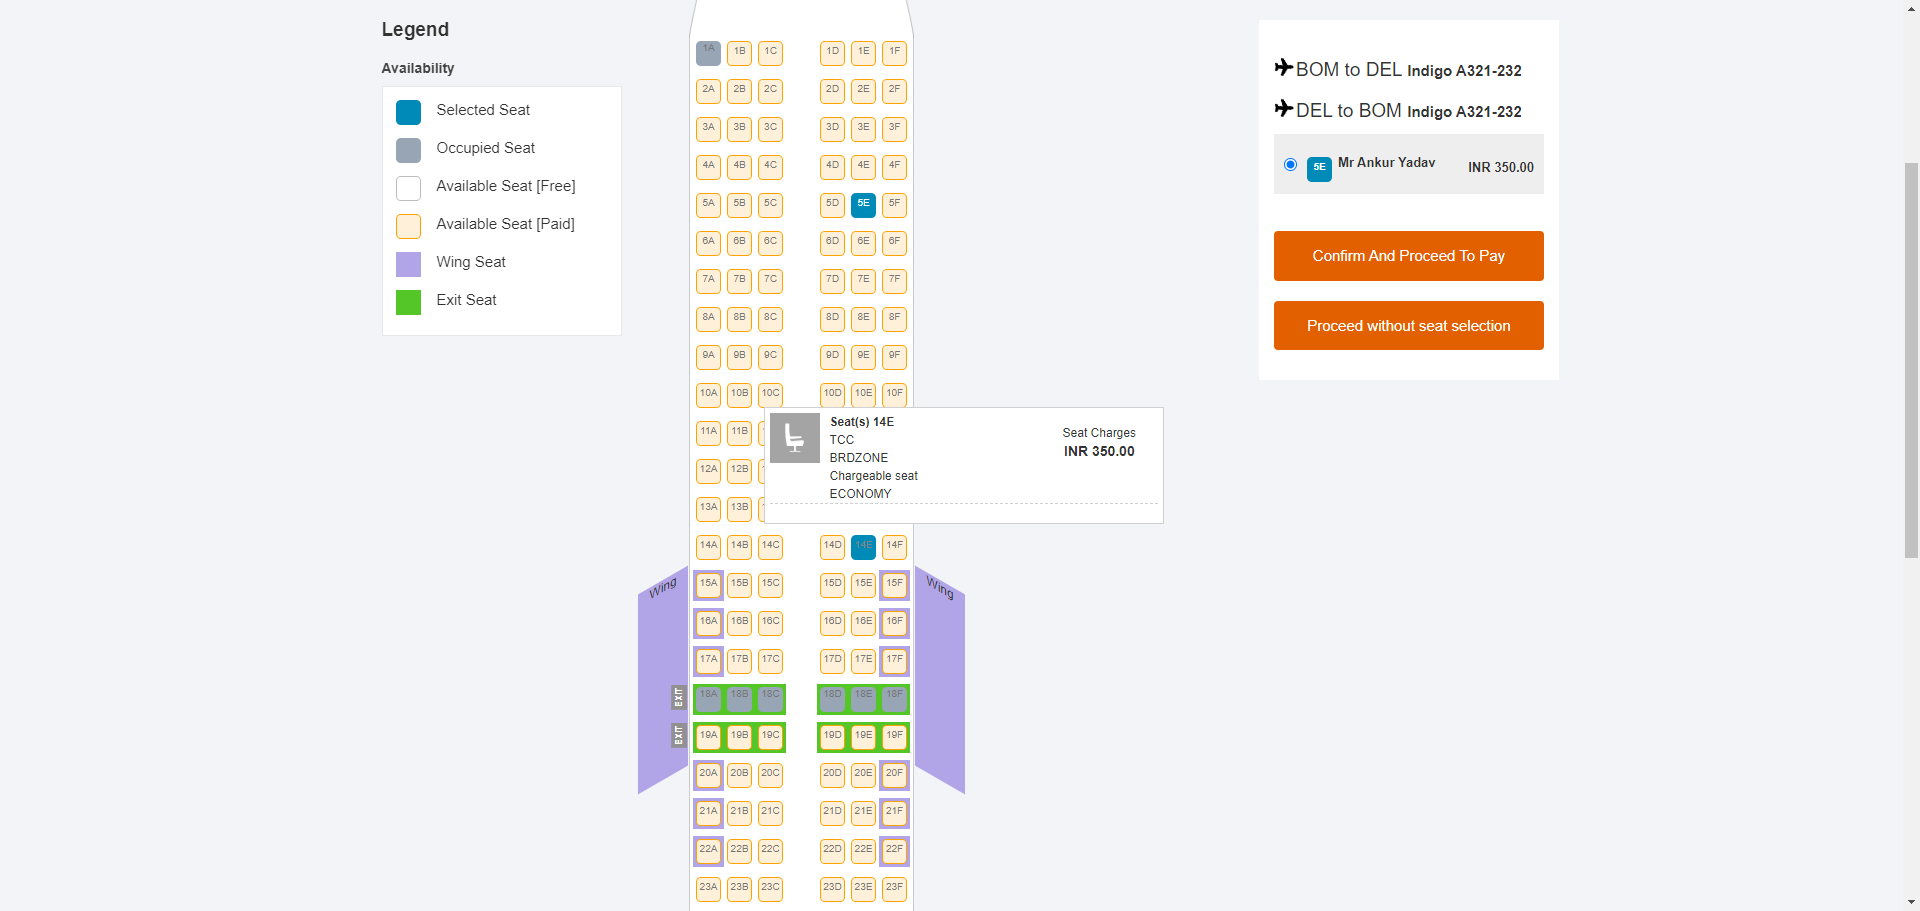 Legend
Availability
Selected Seat
Occupied Seat
Available Seat [Free]
Available Seat [Paid]
Wing Seat
Exit Seat
1A 1B 1C 1D 1E 1F
2A 2B 2C 2D 2E 2F
3A 3B 3C 3D 3E 3F
4A 4B 4C 4D 4E 4F
5A 5B 5C 5D 5E 5F
6A 6B 6C 6D 6E 6F
7A 7B 7C 7D 7E 7F
8A 8B 8C 8D 8E 8F
9A 9B 9C 9D 9E 9F
10A 10B 10C 10D 10E 10F
11A 11B
12A 12B
13A 13B
Seat(s) 14E
TCC
BRDZONE
Chargeable seat
ECONOMY
Seat Charges
INR 350.00
14A 14B 14C 14D 14E 14F
Wing 15A 15B 15C 15D 15E 15F Wing
16A 16B 16C 16D 16E 16F
17A 17B 17C 17D 17E 17F
EXIT 18A 18B 18C 18D 18E 18F
EXIT 19A 19B 19C 19D 19E 19F
20A 20B 20C 20D 20E 20F
21A 21B 21C 21D 21E 21F
22A 22B 22C 22D 22E 22F
23A 23B 23C 23D 23E 23F
BOM to DEL Indigo A321-232
DEL to BOM Indigo A321-232
5E Mr Ankur Yadav INR 350.00
Confirm And Proceed To Pay
Proceed without seat selection